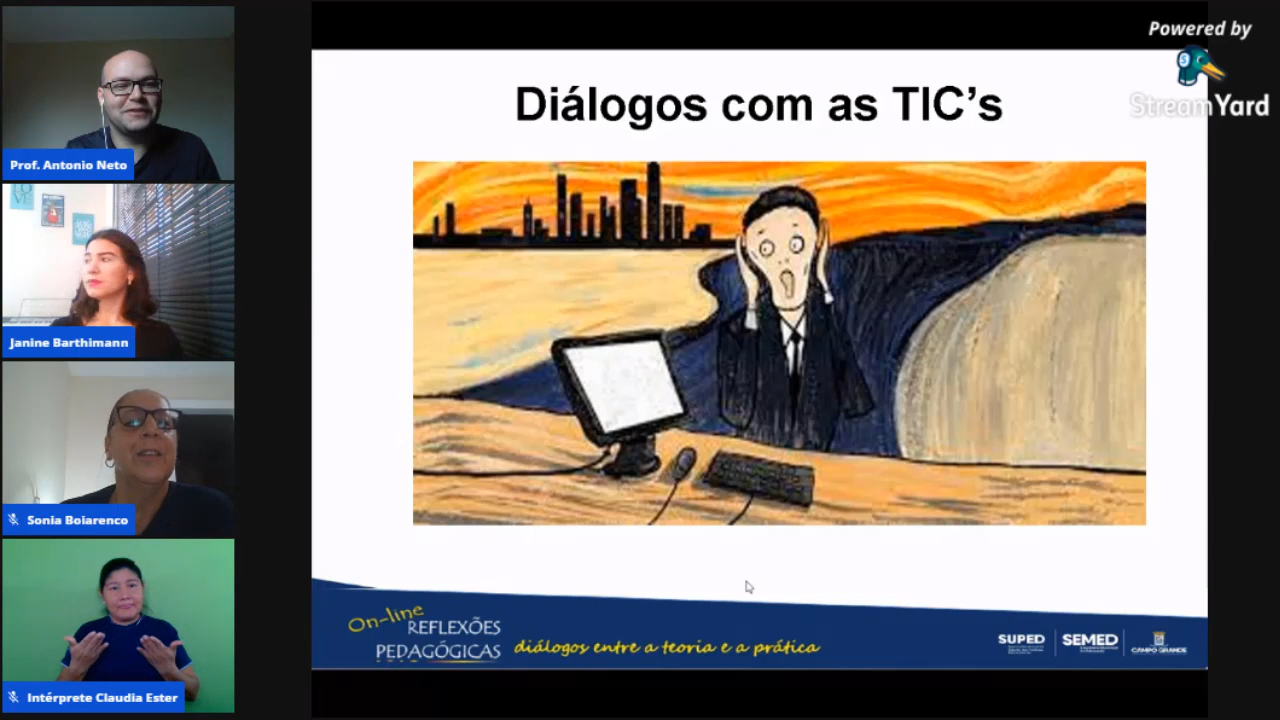 Powered by
StreamYard
Diálogos com as TIC's
Prof. Antonio Neto
Janine Barthimann
Sonia Boiarenco
Intérprete Claudia Ester
On-line
REFLEXÕES
PEDAGÓGICAS
diálogos entre a teoria e a prática
SUPED
SEMED
CAMPO GRANDE